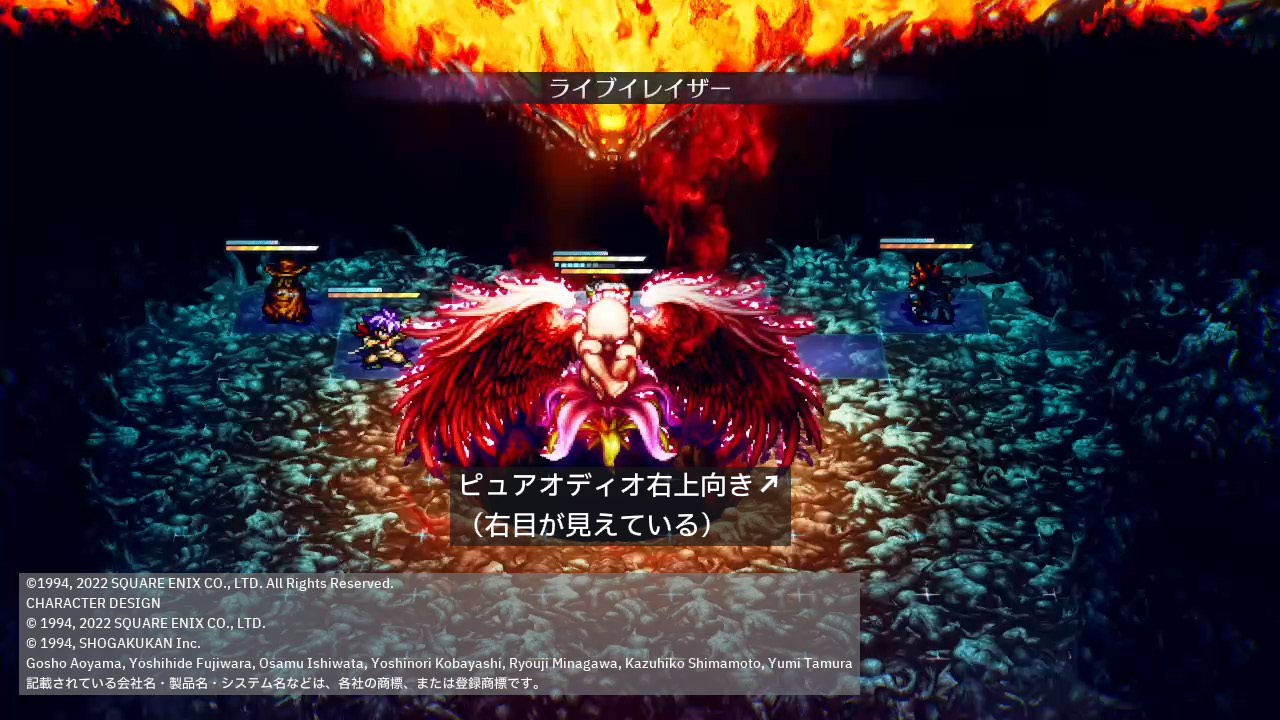 ライブイレイザー
ピュアオディオ右上向き↗
（右目が見えている）
©1994, 2022 SQUARE ENIX CO., LTD. All Rights Reserved.
CHARACTER DESIGN
© 1994, 2022 SQUARE ENIX CO., LTD.
© 1994, SHOGAKUKAN Inc.
Gosho Aoyama, Yoshihide Fujiwara, Osamu Ishiwata, Yoshinori Kobayashi, Ryouji Minagawa, Kazuhiko Shimamoto, Yumi Tamura
記載されている会社名・製品名・システム名などは、各社の商標、または登録商標です。